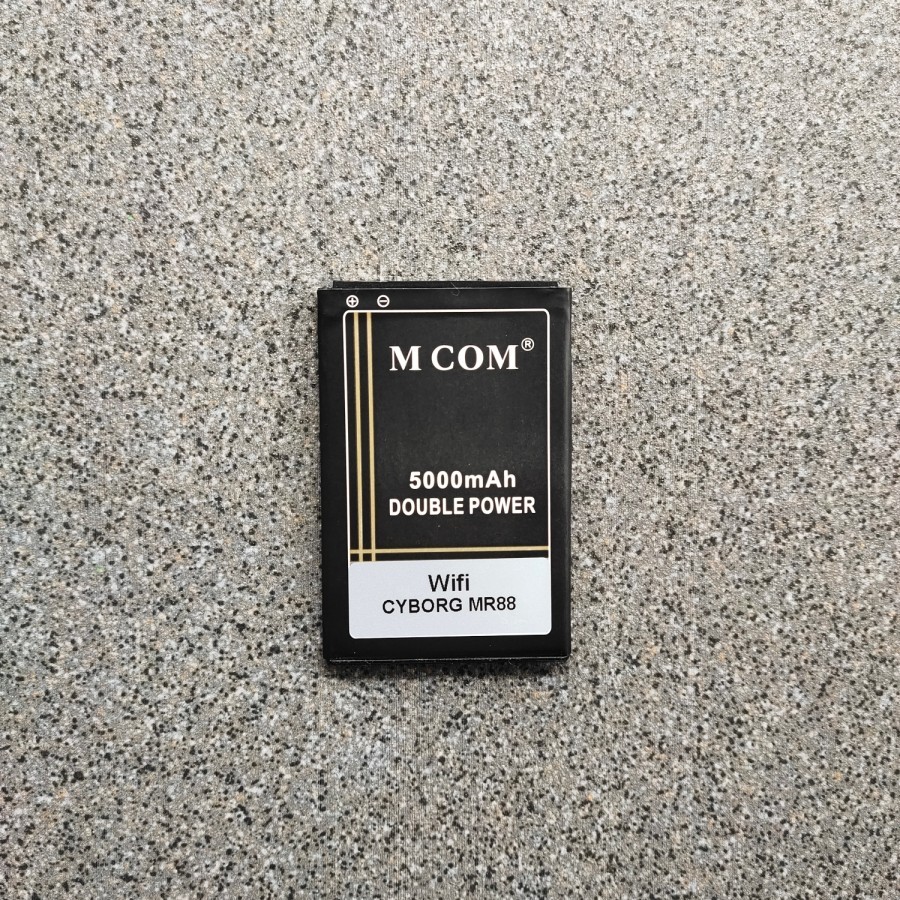 ⊕ ⊖
M COM®
5000mAh
DOUBLE POWER
Wifi
CYBORG MR88